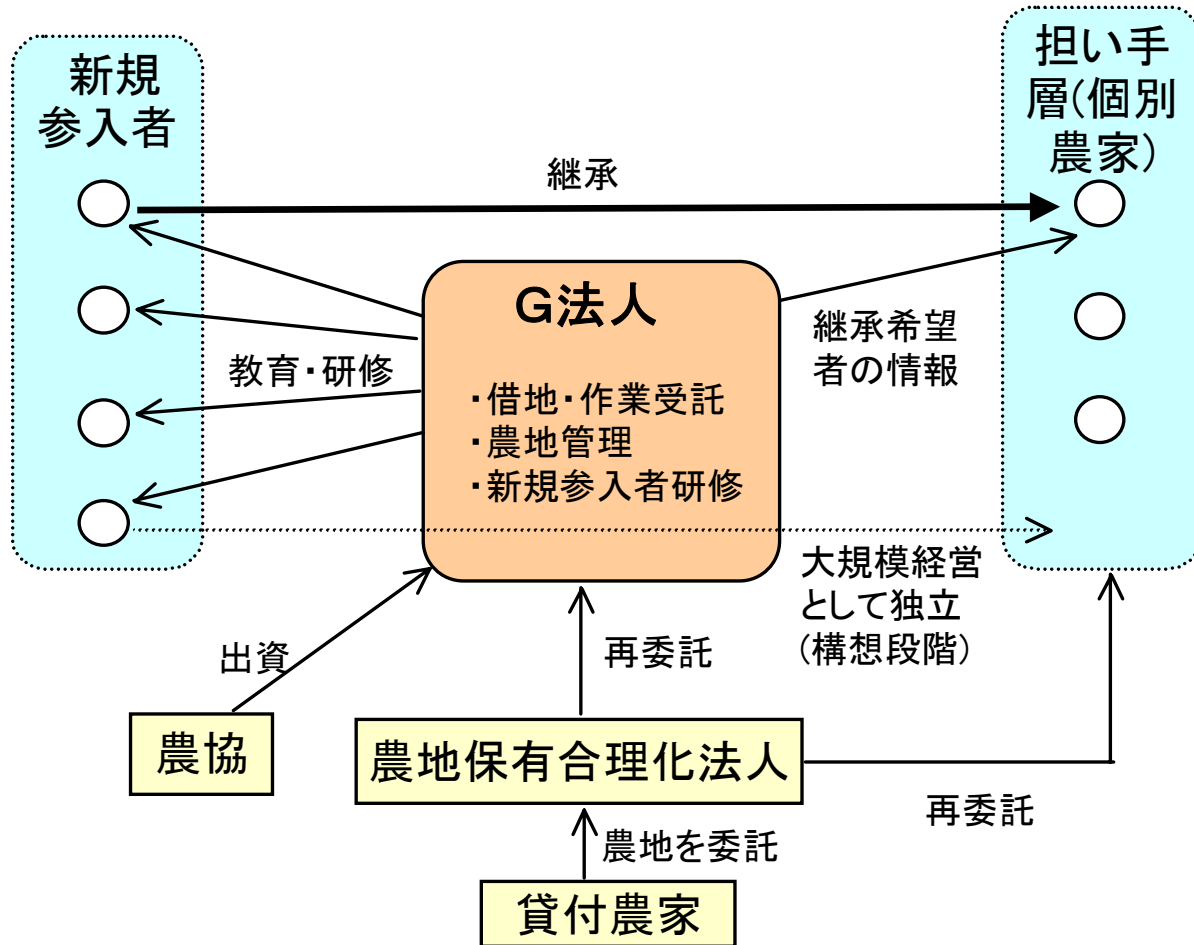 新規
参入者
担い手
層(個別
農家)
継承
G法人
・借地・作業受託
・農地管理
・新規参入者研修
教育・研修
継承希望
者の情報
大規模経営
として独立
(構想段階)
出資
再委託
農協
農地保有合理化法人
再委託
農地を委託
貸付農家